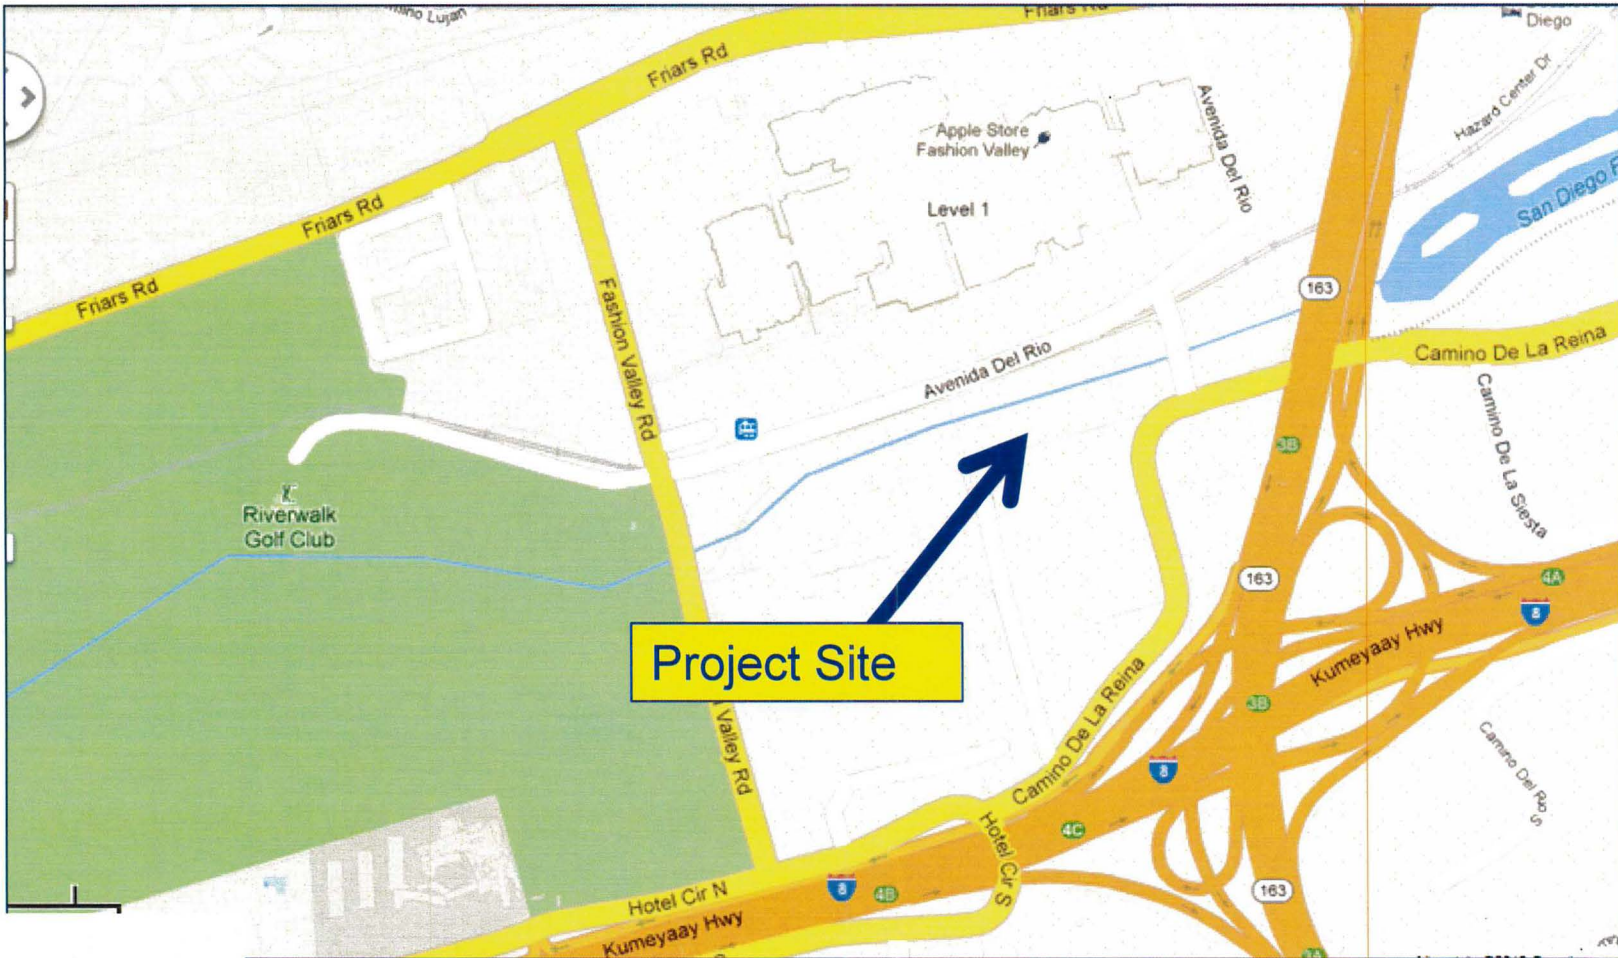 Lujan
Friars Rd
Diego
Friars Rd
Hazard Center Dr
Avenida Del Rio
Apple Store
Fashion Valley
Level 1
San Diego
Friars Rd
Friars Rd
Fashion Valley Rd
163
Camino De La Reina
Avenida Del Rio
Camino De La Siesta
3B
Riverwalk
Golf Club
163
4A
8
Kumeyaay Hwy
Project Site
Valley Rd
Camino De La Reina
3B
8
Camino Del Rio S
4C
Hotel Cir S
8
4B
163
Hotel Cir N
Kumeyaay Hwy